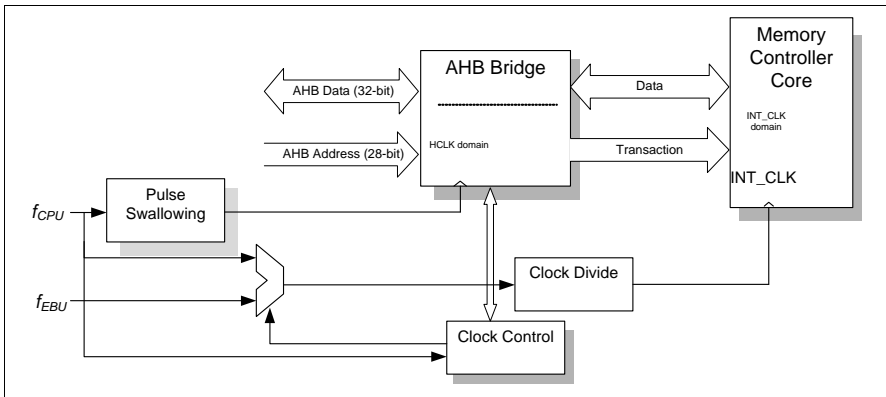 Memory
Controller
Core
AHB Bridge
AHB Data (32-bit)
Data
INT_CLK
domain
HCLK domain
AHB Address (28-bit)
Transaction
INT_CLK
Pulse
Swallowing
fCPU
Clock Divide
fEBU
Clock Control